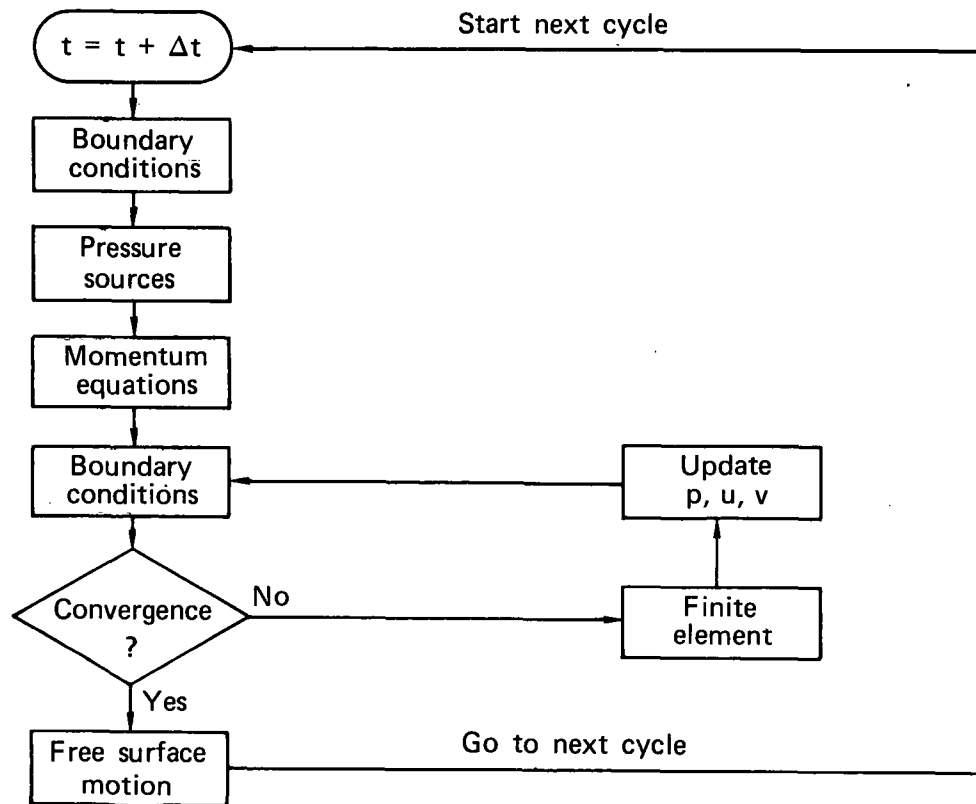 Start next cycle
t = t + Δt
Boundary
conditions
Pressure
sources
Momentum
equations
Boundary
conditions
Update
p, u, v
Convergence
?
No
Finite
element
Yes
Free surface
motion
Go to next cycle